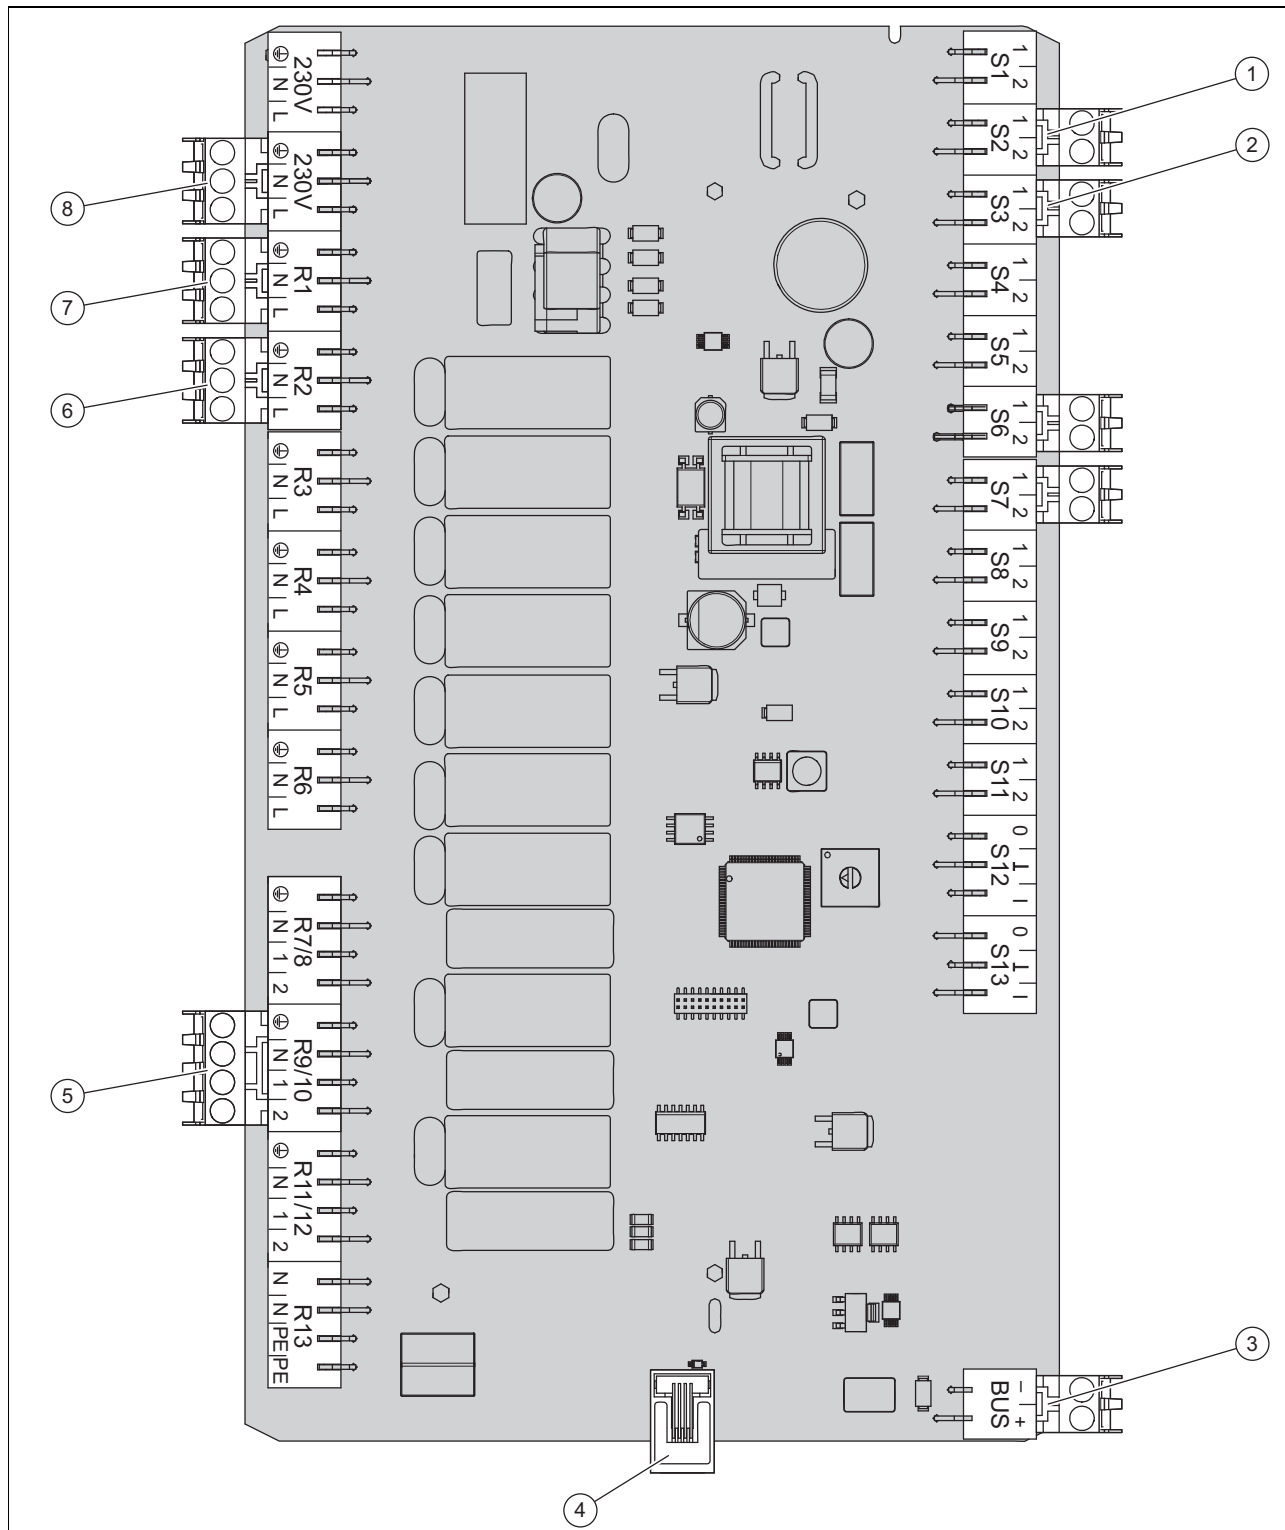 230V
⏚ N L
230V
⏚ N L
R1
⏚ N L
R2
⏚ N L
R3
⏚ N L
R4
⏚ N L
R5
⏚ N L
R6
⏚ N L
R7/8
⏚ N 1 2
R9/10
⏚ N 1 2
R11/12
⏚ N 1 2
R13
N N PE PE
S1
1 2
S2
1 2
S3
1 2
S4
1 2
S5
1 2
S6
1 2
S7
1 2
S8
1 2
S9
1 2
S10
1 2
S11
1 2
S12
0 ⊥ I
S13
0 ⊥ I
BUS
– +
1
2
3
4
5
6
7
8